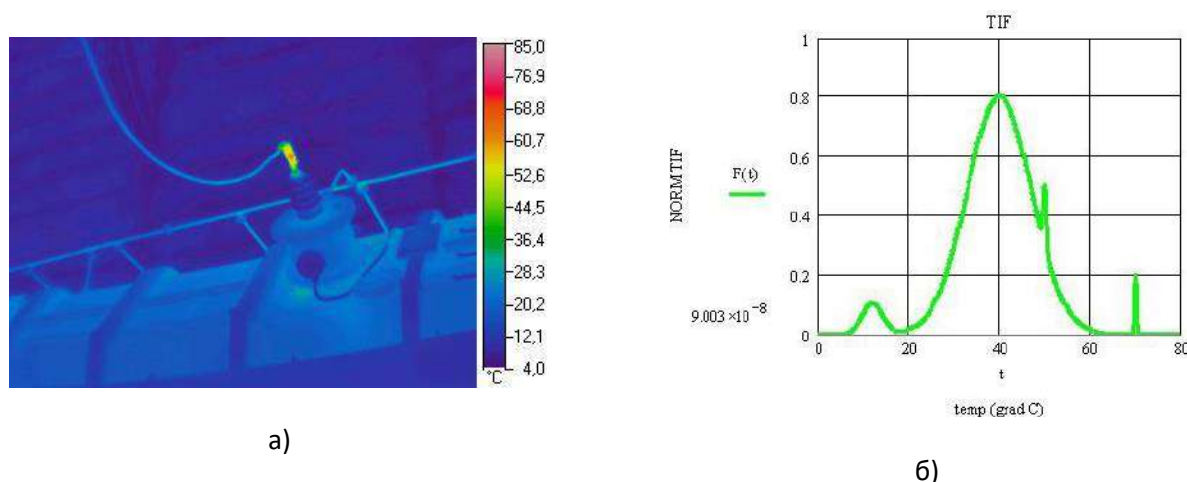 85,0
76,9
68,8
60,7
52,6
44,5
36,4
28,3
20,2
12,1
4,0
°C
а)
TIF
NORMTIF
F(t)
9.003 ×10⁻⁸
1
0.8
0.6
0.4
0.2
0
0 20 40 60 80
t
temp (grad C)
б)